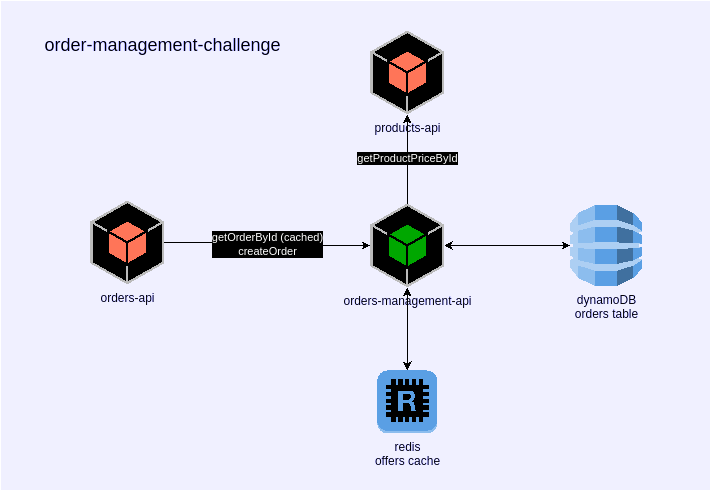 order-management-challenge
products-api
getProductPriceById
getOrderById (cached)
createOrder
orders-api
orders-management-api
dynamoDB
orders table
R
redis
offers cache